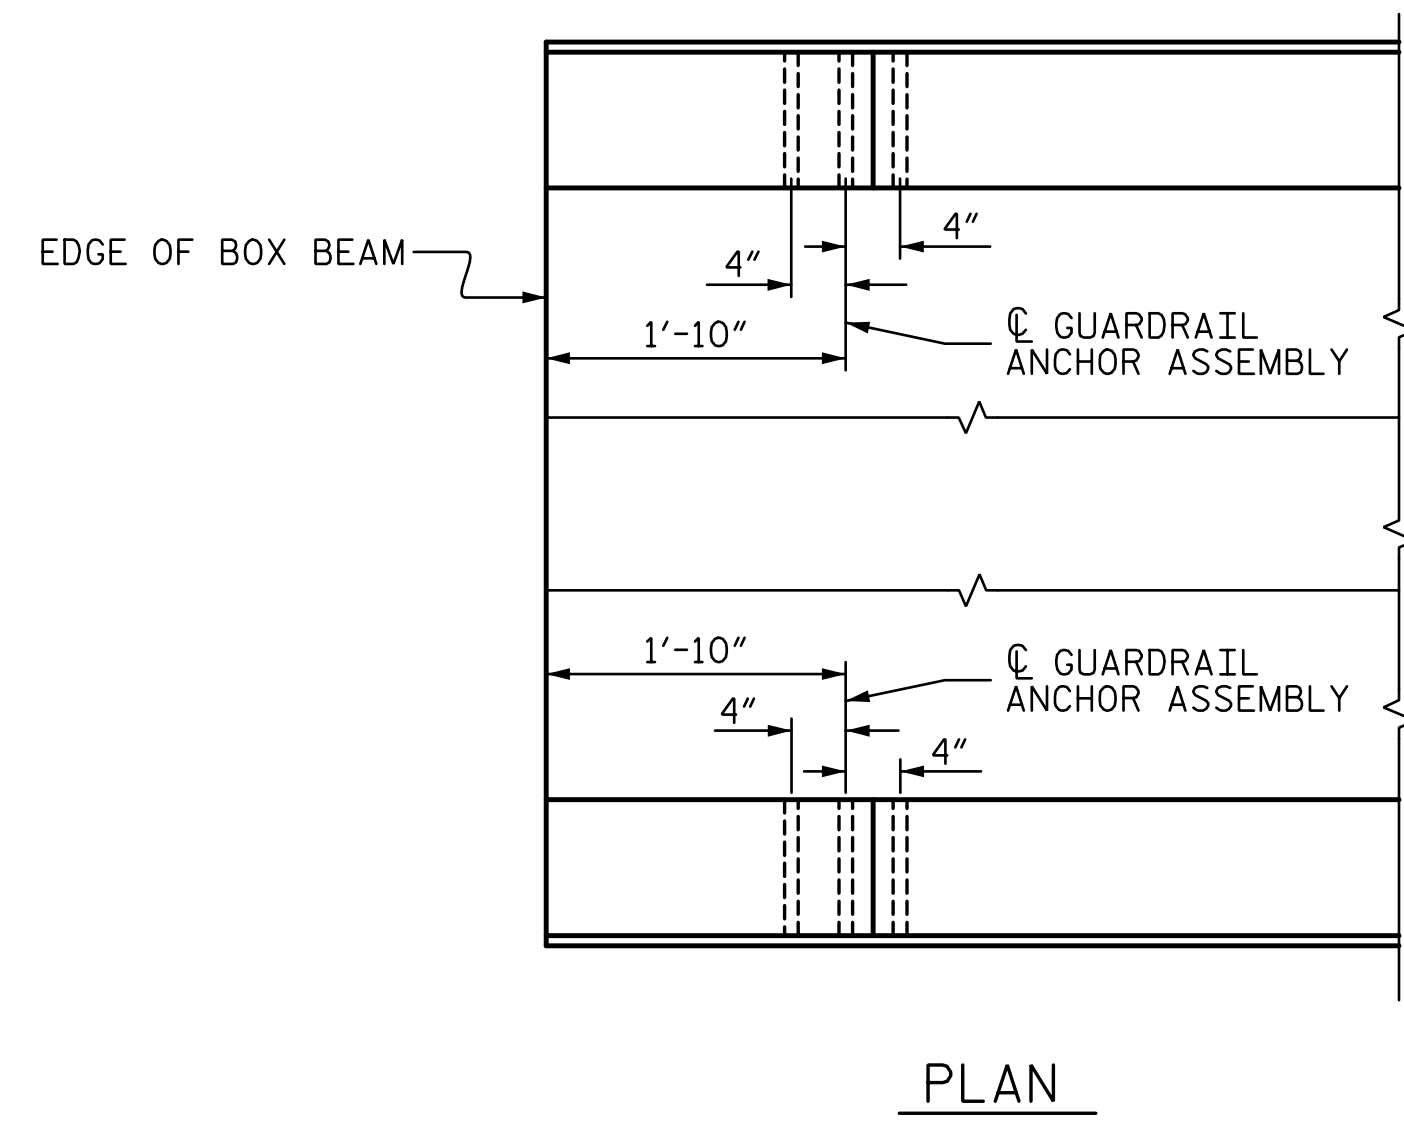 4″
EDGE OF BOX BEAM
4″
1′-10″
℄ GUARDRAIL
ANCHOR ASSEMBLY
1′-10″
℄ GUARDRAIL
ANCHOR ASSEMBLY
4″
4″
PLAN